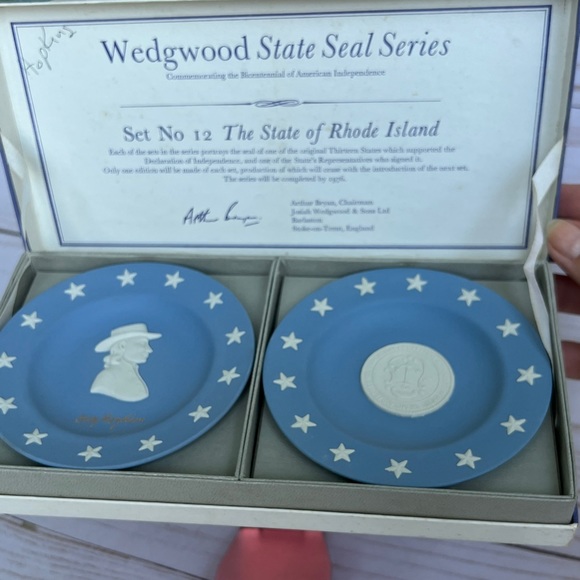 Hopkins
Wedgwood State Seal Series
Commemorating the Bicentennial of American Independence
Set No 12 The State of Rhode Island
Each of the sets in the series portrays the seal of one of the original Thirteen States which supported the
Declaration of Independence, and one of the State's Representatives who signed it.
Only one edition will be made of each set, production of which will cease with the introduction of the next set.
The series will be completed by 1976.
Arthur Bryan, Chairman
Josiah Wedgwood & Sons Ltd
Barlaston
Stoke-on-Trent, England